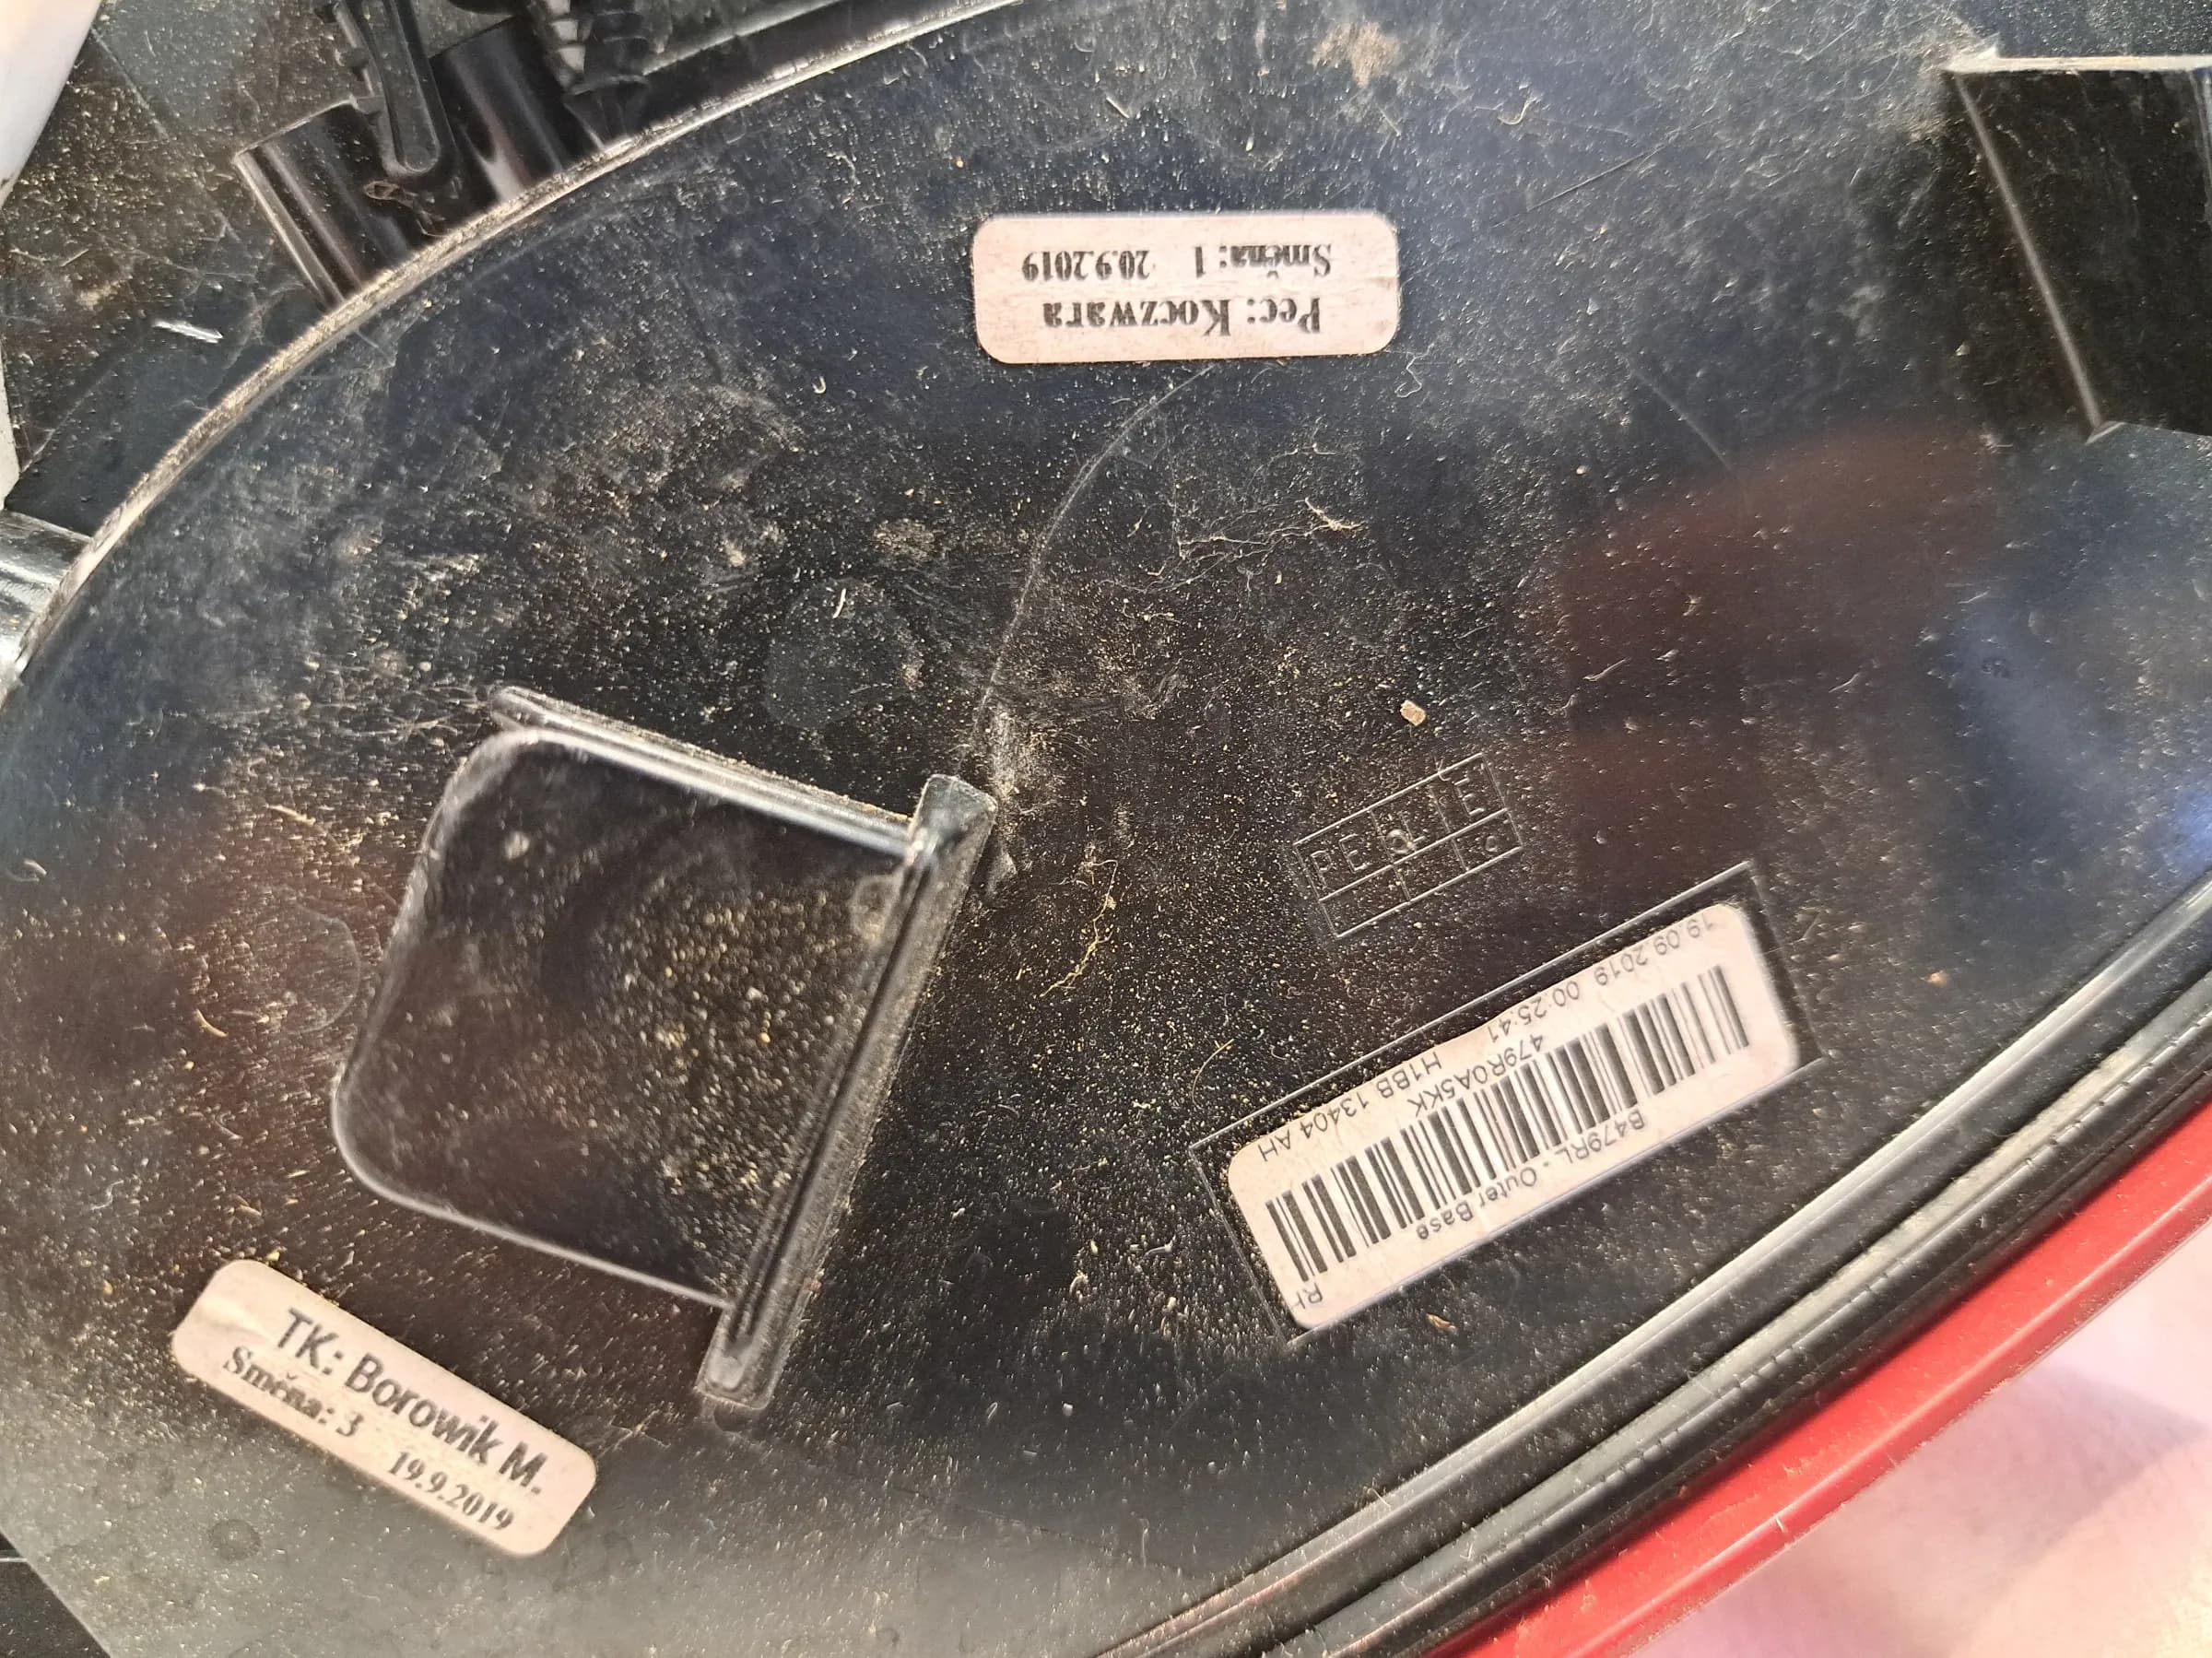 Pec: Koczwara
Směna: 1 20.9.2019
B479RL - Outer Base
RH
479R0A5KK H1BB 13404 AH
19.09.2019 00:25:41
TK: Borowik M.
Směna: 3 19.9.2019